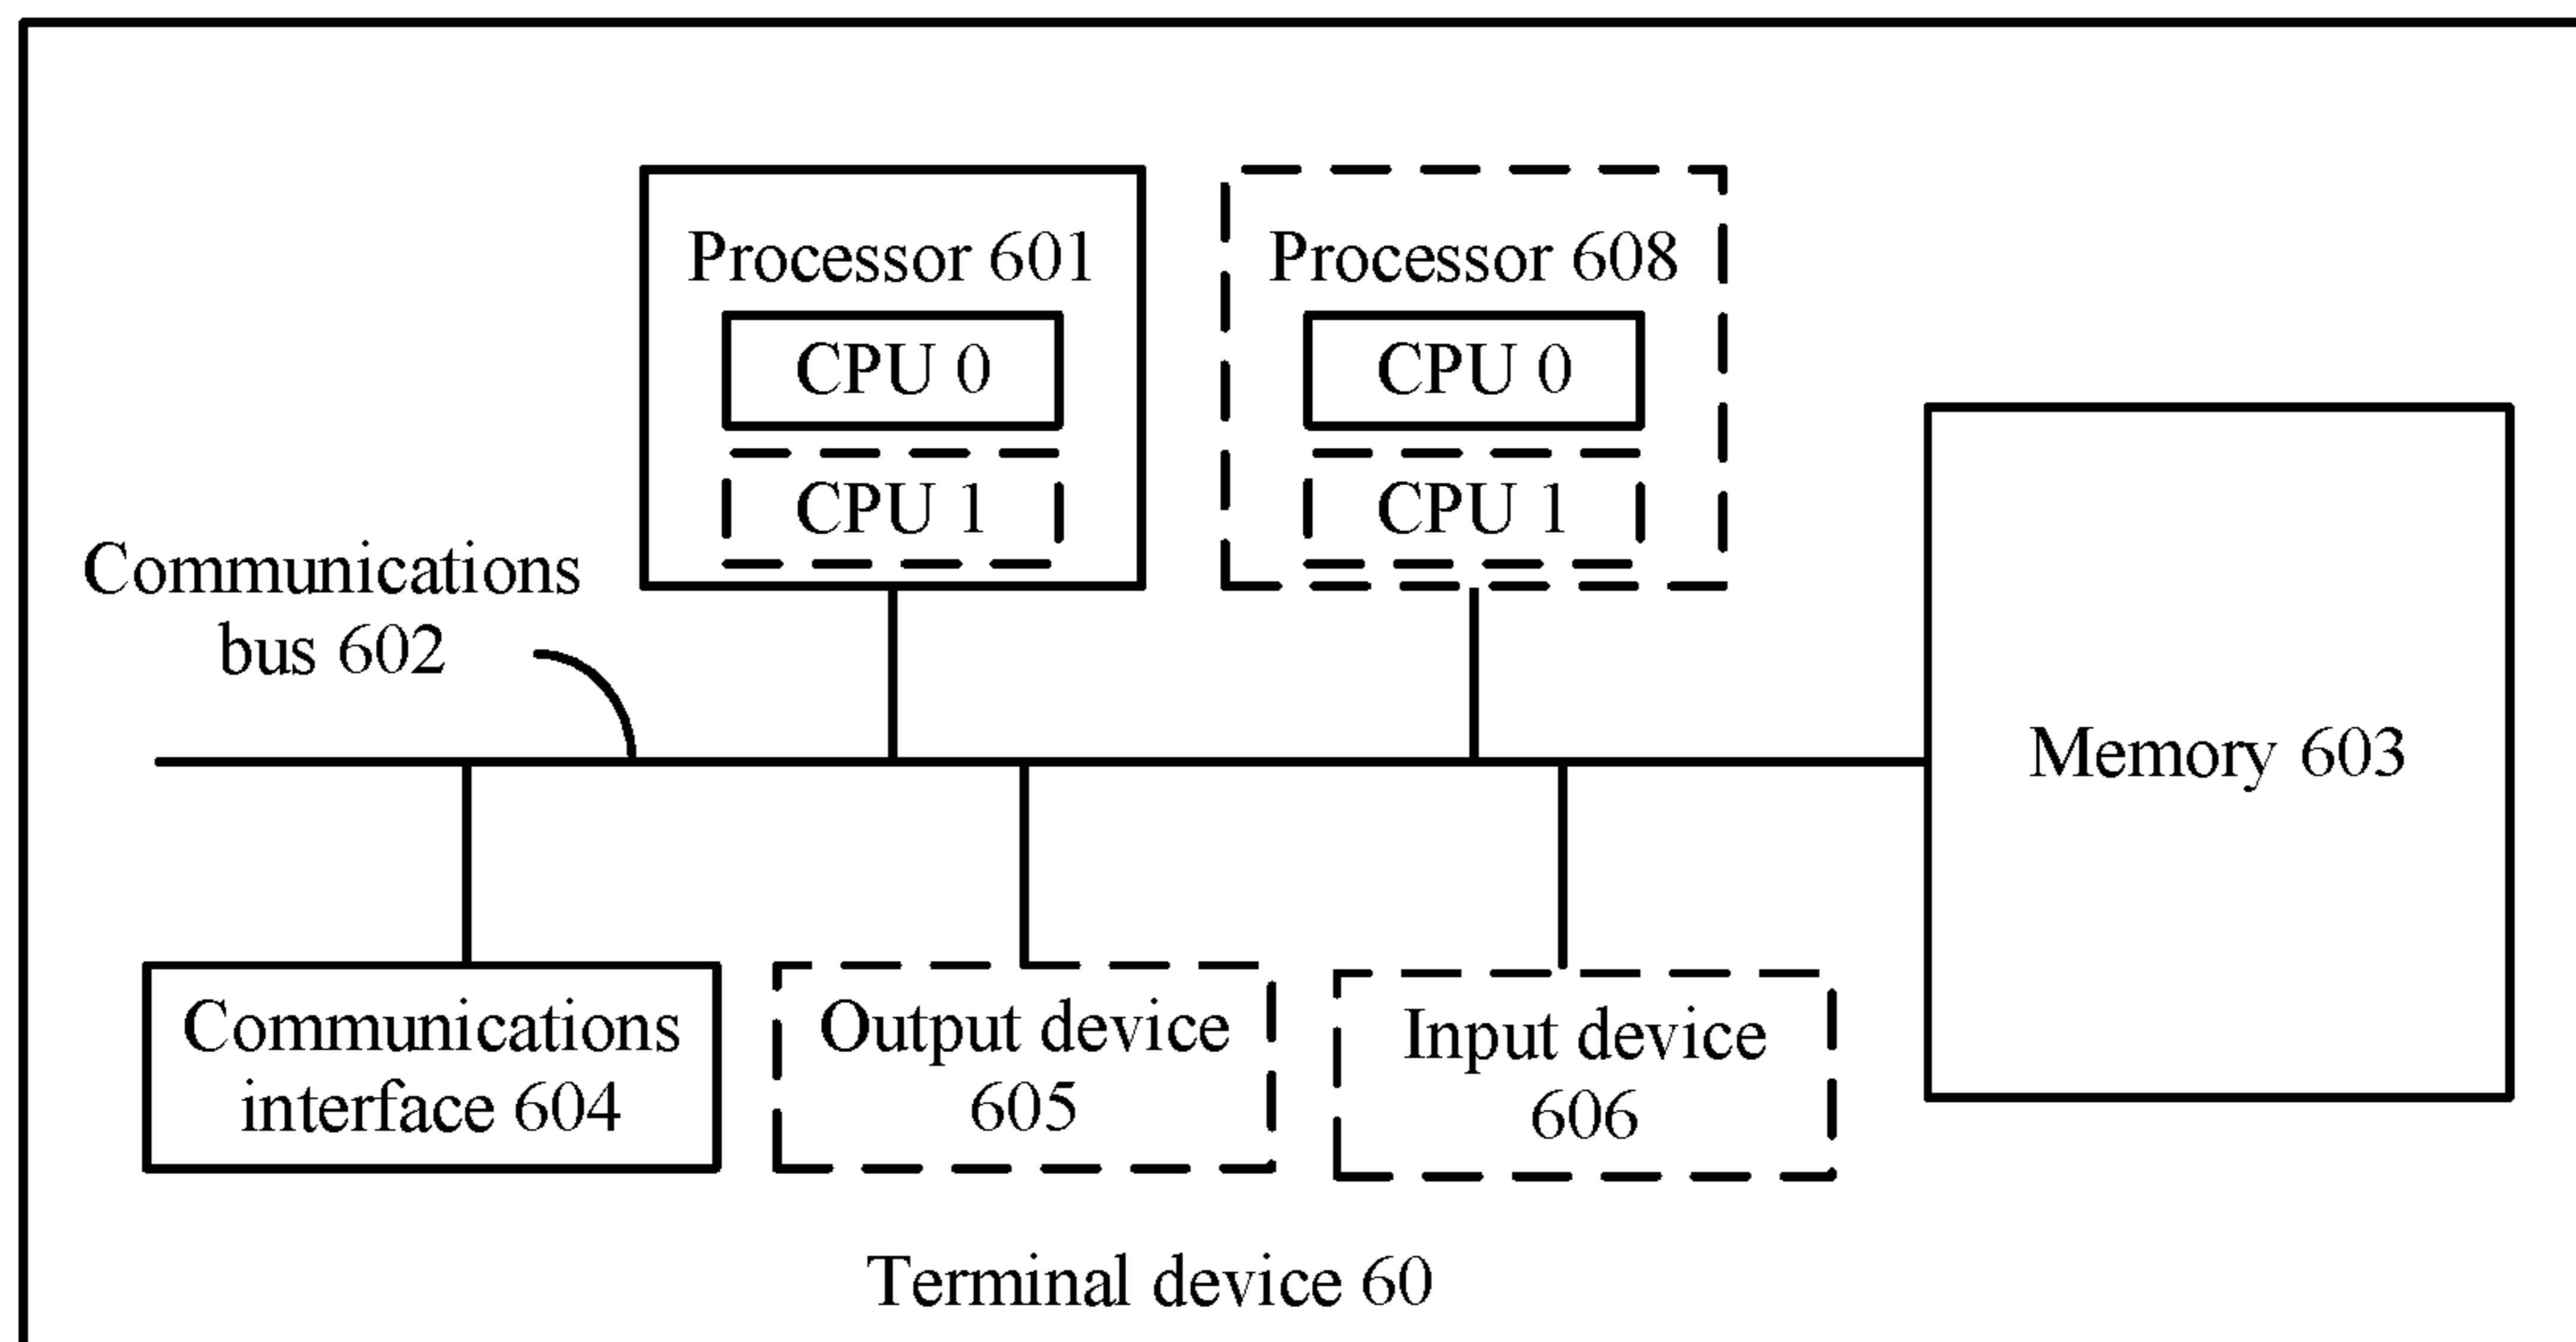 Processor 601
CPU 0
CPU 1
Processor 608
CPU 0
CPU 1
Communications
bus 602
Memory 603
Communications
interface 604
Output device
605
Input device
606
Terminal device 60